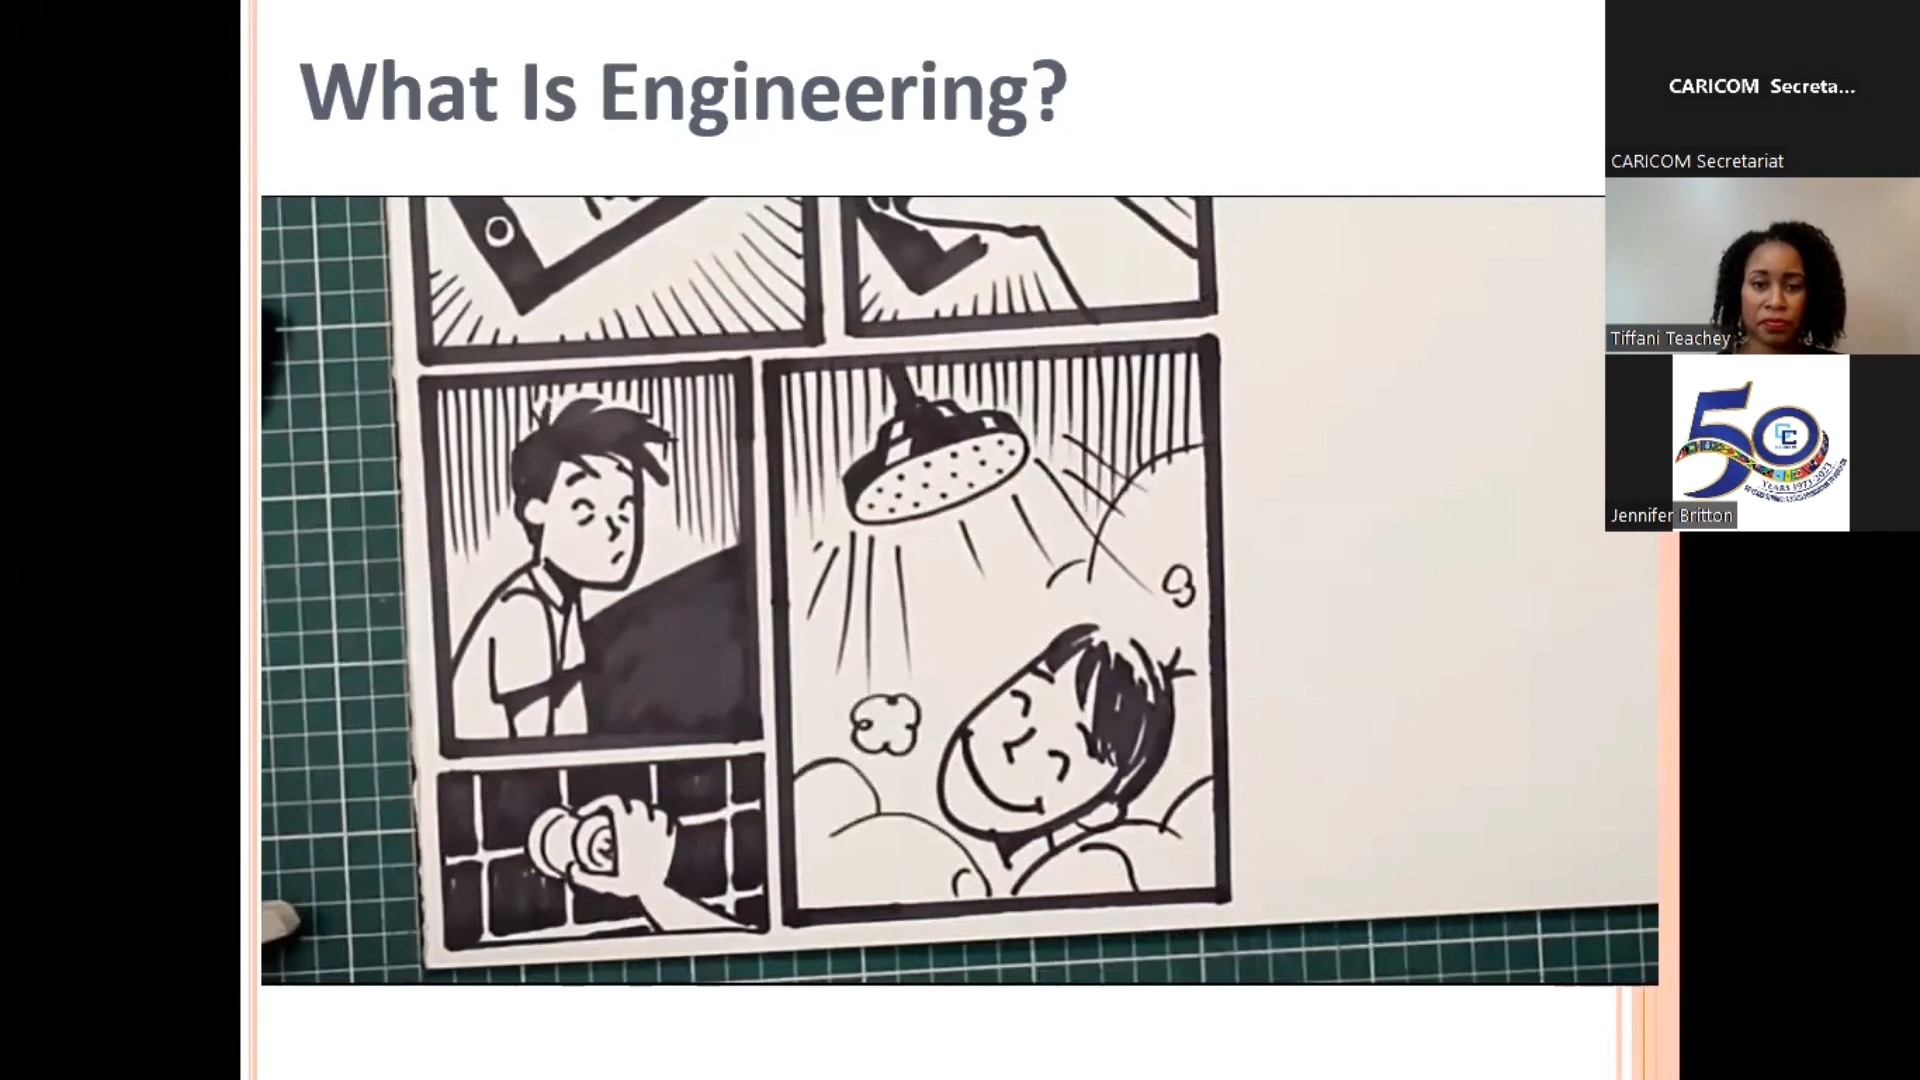 What Is Engineering?
CARICOM Secreta...
CARICOM Secretariat
Tiffani Teachey
50
YEARS 1973-2023
Jennifer Britton